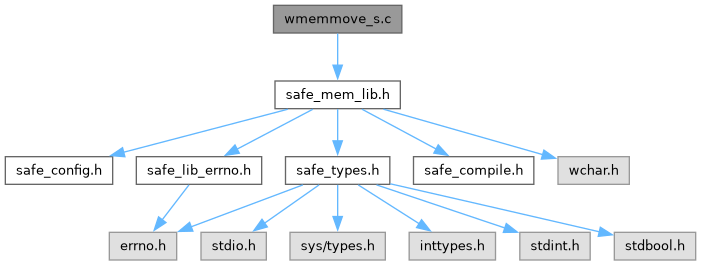 wmemmove_s.c
safe_mem_lib.h
safe_config.h
safe_lib_errno.h
safe_types.h
safe_compile.h
wchar.h
errno.h
stdio.h
sys/types.h
inttypes.h
stdint.h
stdbool.h